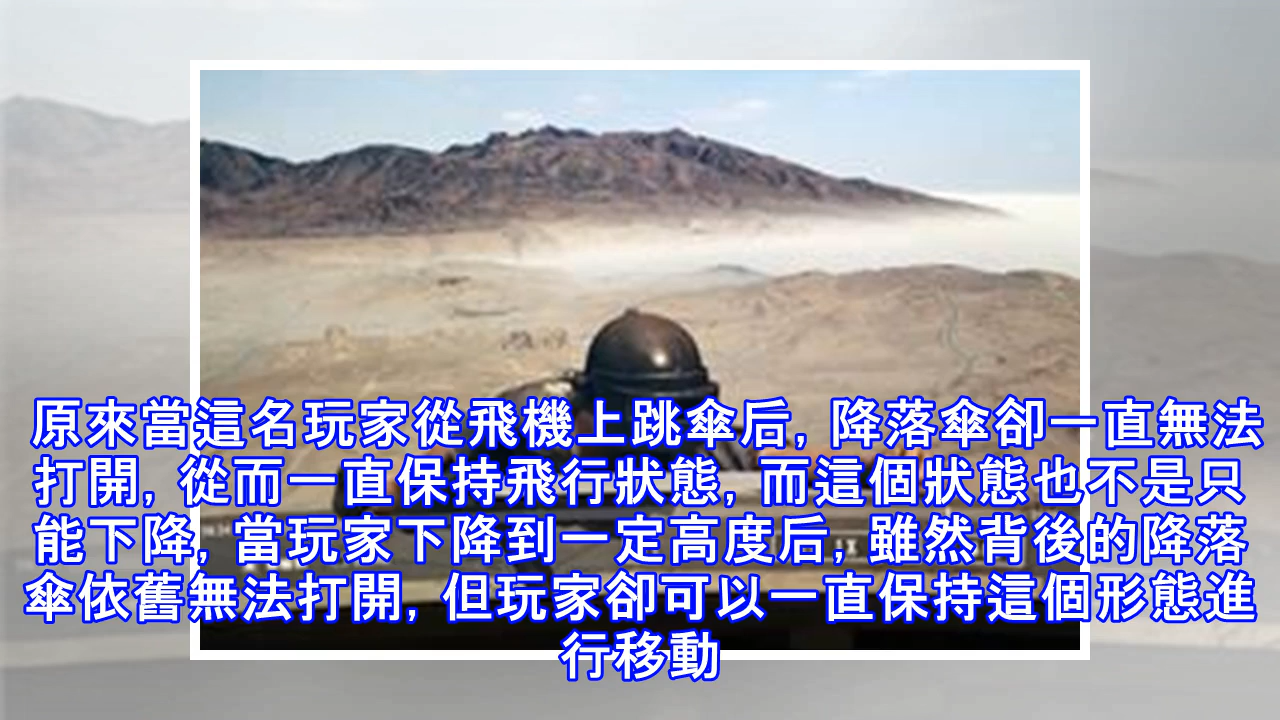 原來當這名玩家從飛機上跳傘后, 降落傘卻一直無法
打開, 從而一直保持飛行狀態, 而這個狀態也不是只
能下降, 當玩家下降到一定高度后, 雖然背後的降落
傘依舊無法打開, 但玩家卻可以一直保持這個形態進
行移動